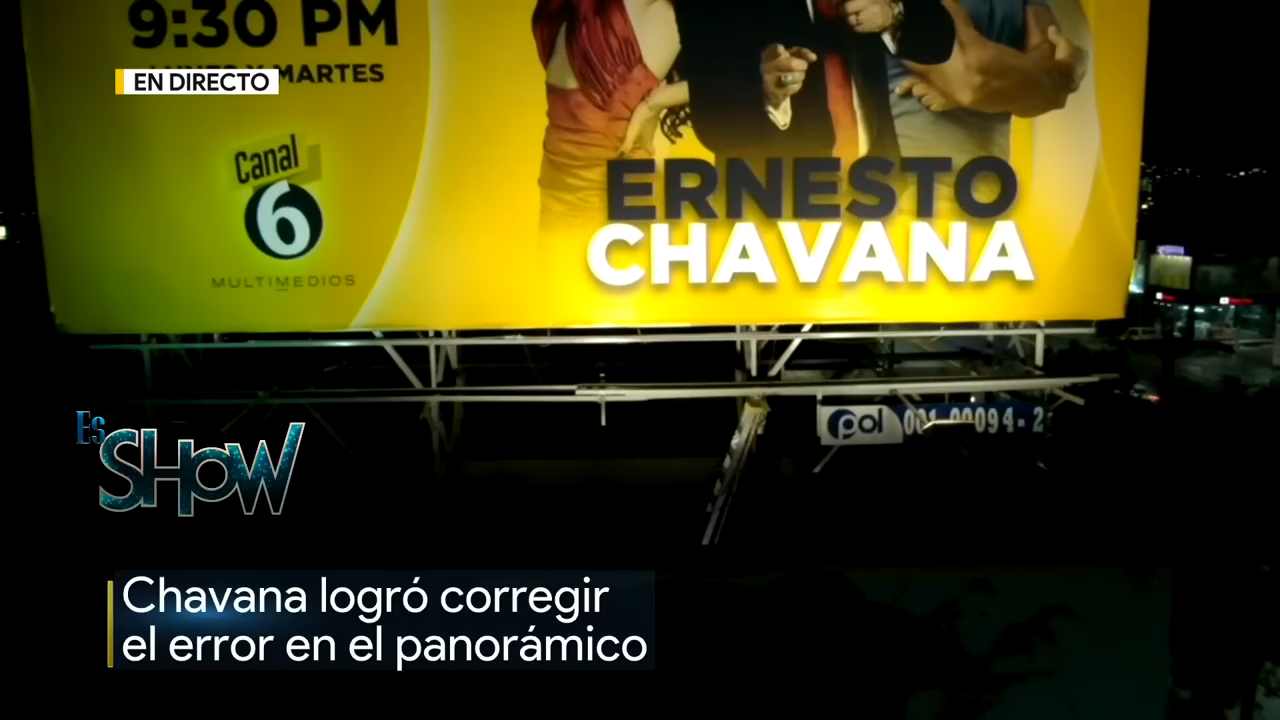 9:30 PM
MARTES
EN DIRECTO
Canal
6
MULTIMEDIOS
ERNESTO
CHAVANA
pol
Es
SHOW
Chavana logró corregir
el error en el panorámico